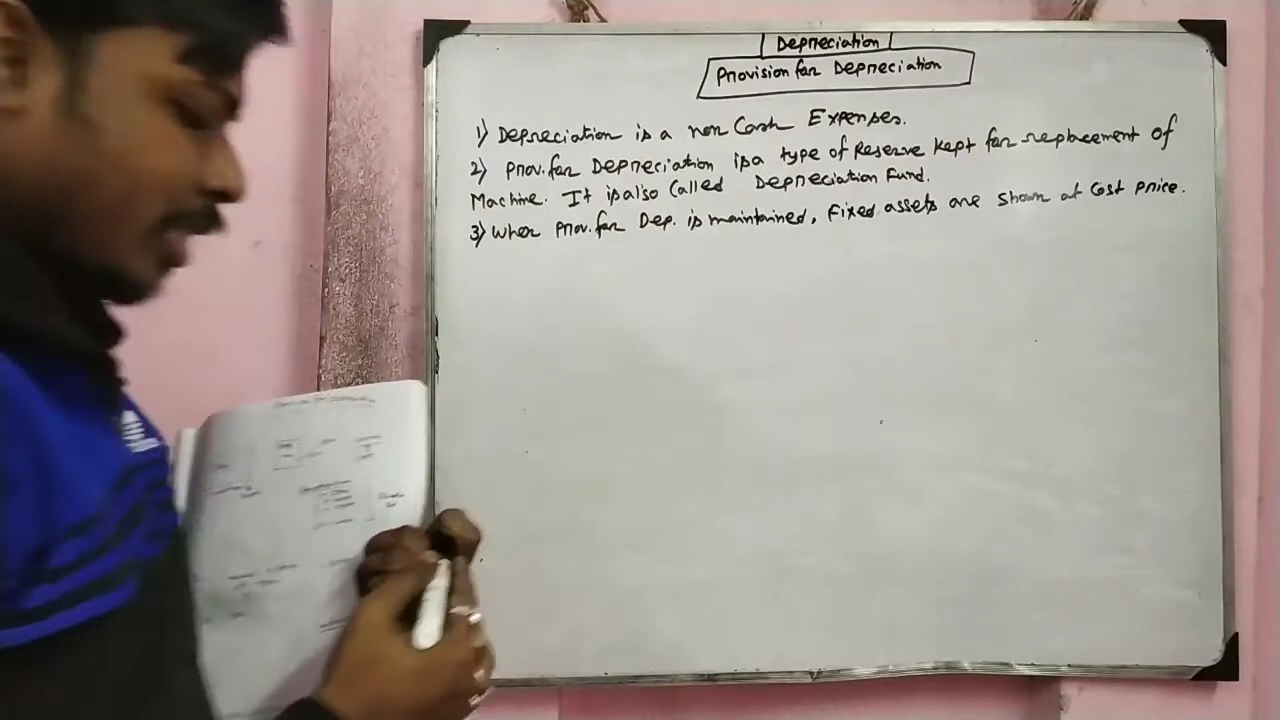 Depreciation
Provision for Depreciation
1) Depreciation is a non Cash Expenses.
2) Prov. for Depreciation is a type of Reserve kept for replacement of
Machine. It is also Called Depreciation Fund.
3) When Prov. for Dep. is maintained, Fixed assets are shown at Cost price.